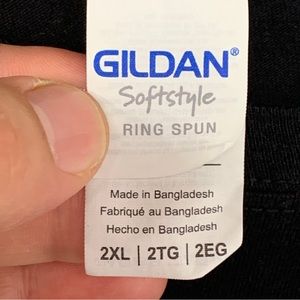 GILDAN®
Softstyle
RING SPUN
Made in Bangladesh
Fabriqué au Bangladesh
Hecho en Bangladesh
2XL | 2TG | 2EG